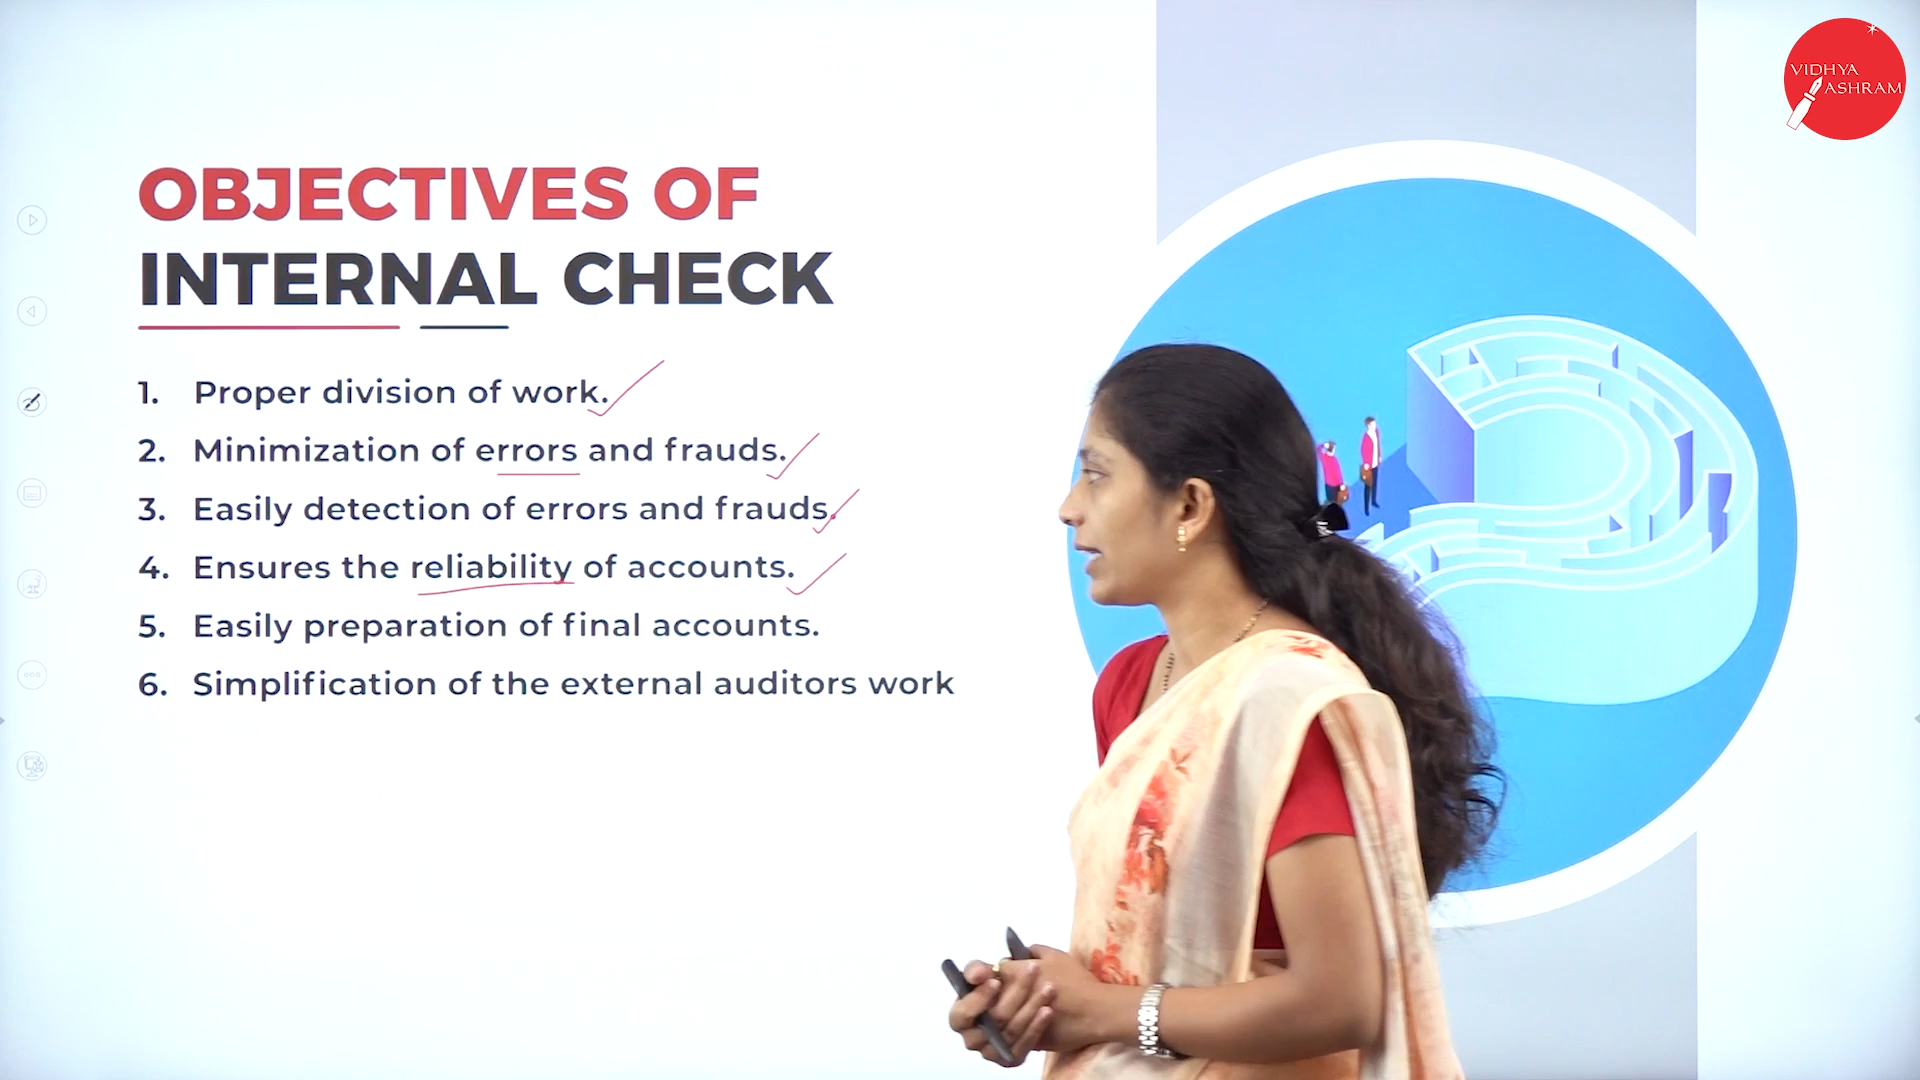 VIDHYA
ASHRAM
OBJECTIVES OF
INTERNAL CHECK
1. Proper division of work.
2. Minimization of errors and frauds.
3. Easily detection of errors and frauds.
4. Ensures the reliability of accounts.
5. Easily preparation of final accounts.
6. Simplification of the external auditors work